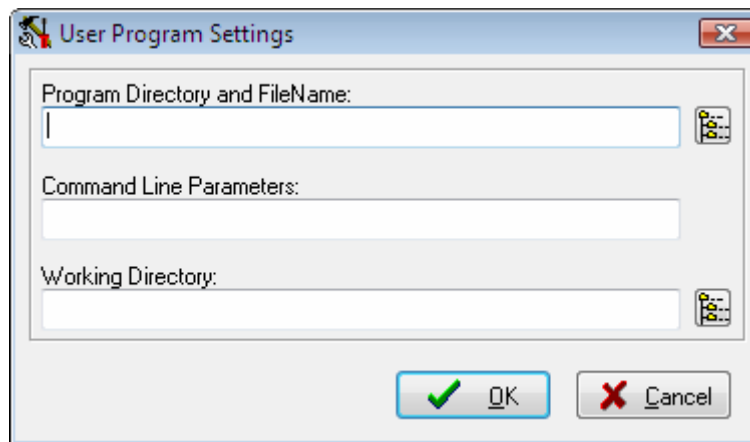 User Program Settings
Program Directory and FileName:
Command Line Parameters:
Working Directory:
OK Cancel